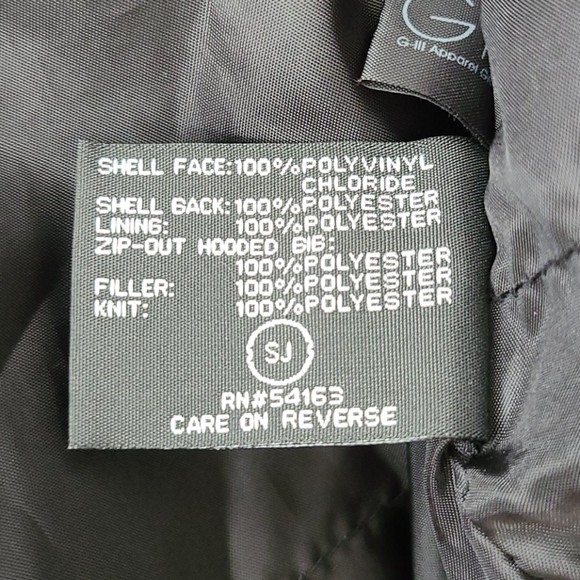 G
G-III Apparel G
SHELL FACE: 100% POLYVINYL
CHLORIDE
SHELL BACK: 100% POLYESTER
LINING: 100% POLYESTER
ZIP-OUT HOODED BIB:
100% POLYESTER
FILLER: 100% POLYESTER
KNIT: 100% POLYESTER
SJ
RN#54163
CARE ON REVERSE